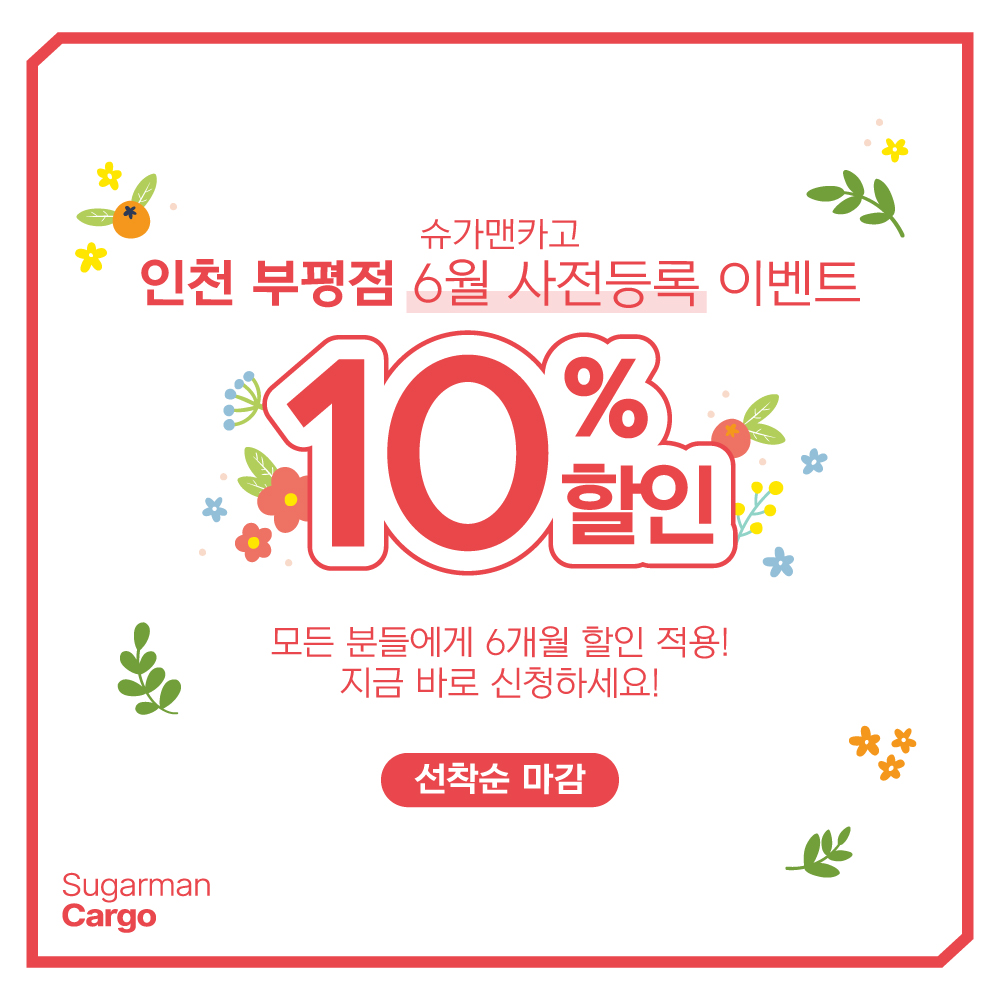 슈가맨카고
인천 부평점 6월 사전등록 이벤트
10%
할인
모든 분들에게 6개월 할인 적용!
지금 바로 신청하세요!
선착순 마감
Sugarman
Cargo